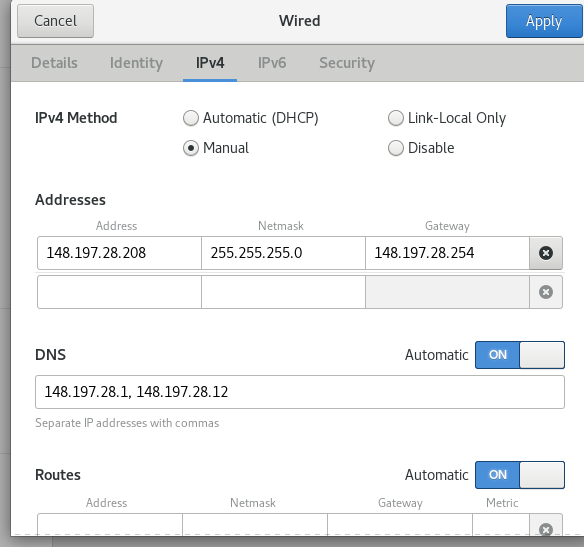 Cancel Wired Apply
Details Identity IPv4 IPv6 Security
IPv4 Method Automatic (DHCP) Link-Local Only
Manual Disable
Addresses
Address Netmask Gateway
148.197.28.208 255.255.255.0 148.197.28.254
DNS Automatic ON
148.197.28.1, 148.197.28.12
Separate IP addresses with commas
Routes Automatic ON
Address Netmask Gateway Metric